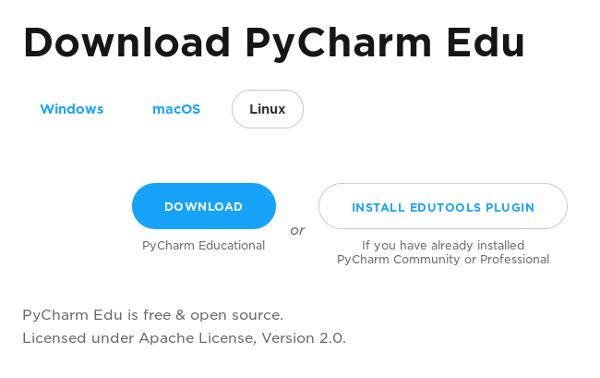 Download PyCharm Edu
Windows macOS Linux
DOWNLOAD
PyCharm Educational
or
INSTALL EDUTOOLS PLUGIN
If you have already installed
PyCharm Community or Professional
PyCharm Edu is free & open source.
Licensed under Apache License, Version 2.0.